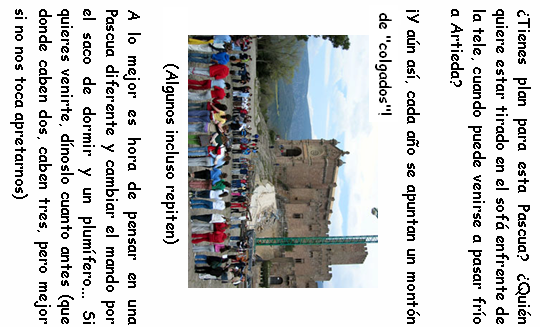 ¿Tienes plan para esta Pascua? ¿Quién
quiere estar tirado en el sofá enfrente de
la tele, cuando puede venirse a pasar frío
a Artieda?
¡Y aún así, cada año se apuntan un montón
de "colgados"!
(Algunos incluso repiten)
A lo mejor es hora de pensar en una
Pascua diferente y cambiar el mando por
el saco de dormir y un plumífero... Si
quieres venirte, dínoslo cuanto antes (que
donde caben dos, caben tres, pero mejor
si no nos toca apretarnos)